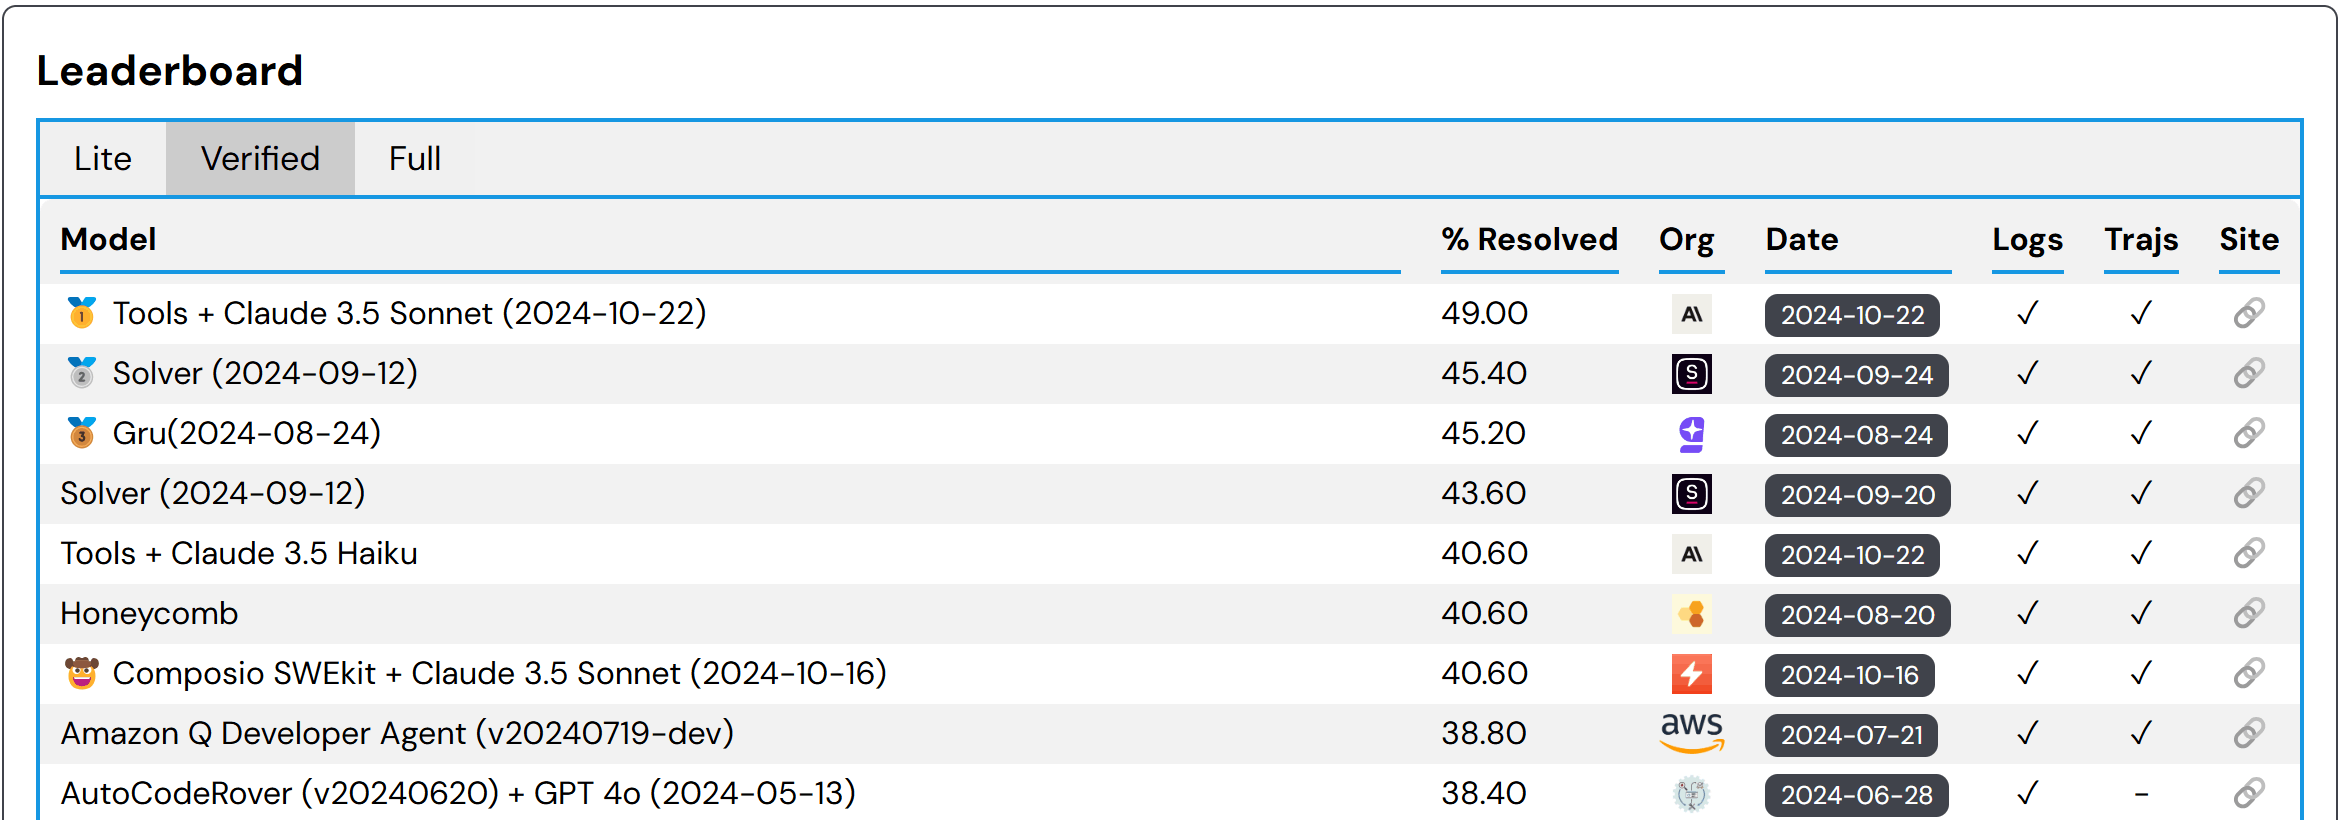 Leaderboard
Lite Verified Full
Model % Resolved Org Date Logs Trajs Site
1 Tools + Claude 3.5 Sonnet (2024-10-22) 49.00 A\ 2024-10-22 ✓ ✓
2 Solver (2024-09-12) 45.40 S 2024-09-24 ✓ ✓
3 Gru(2024-08-24) 45.20 2024-08-24 ✓ ✓
Solver (2024-09-12) 43.60 S 2024-09-20 ✓ ✓
Tools + Claude 3.5 Haiku 40.60 A\ 2024-10-22 ✓ ✓
Honeycomb 40.60 2024-08-20 ✓ ✓
Composio SWEkit + Claude 3.5 Sonnet (2024-10-16) 40.60 2024-10-16 ✓ ✓
Amazon Q Developer Agent (v20240719-dev) 38.80 aws 2024-07-21 ✓ ✓
AutoCodeRover (v20240620) + GPT 4o (2024-05-13) 38.40 2024-06-28 ✓ -